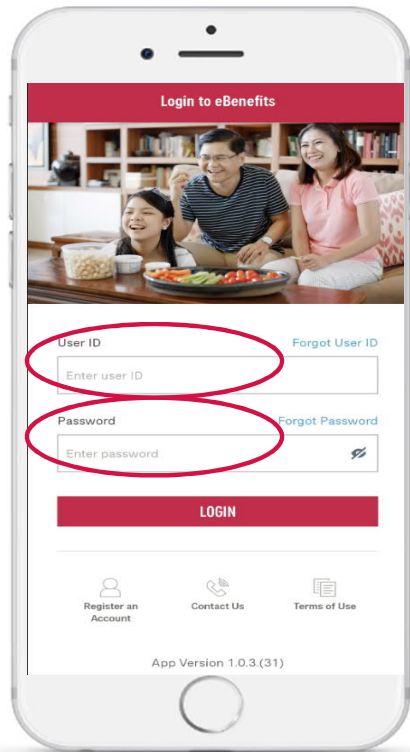 Login to eBenefits
User ID Forgot User ID
Enter user ID
Password Forgot Password
Enter password
LOGIN
Register an Account
Contact Us
Terms of Use
App Version 1.0.3.(31)